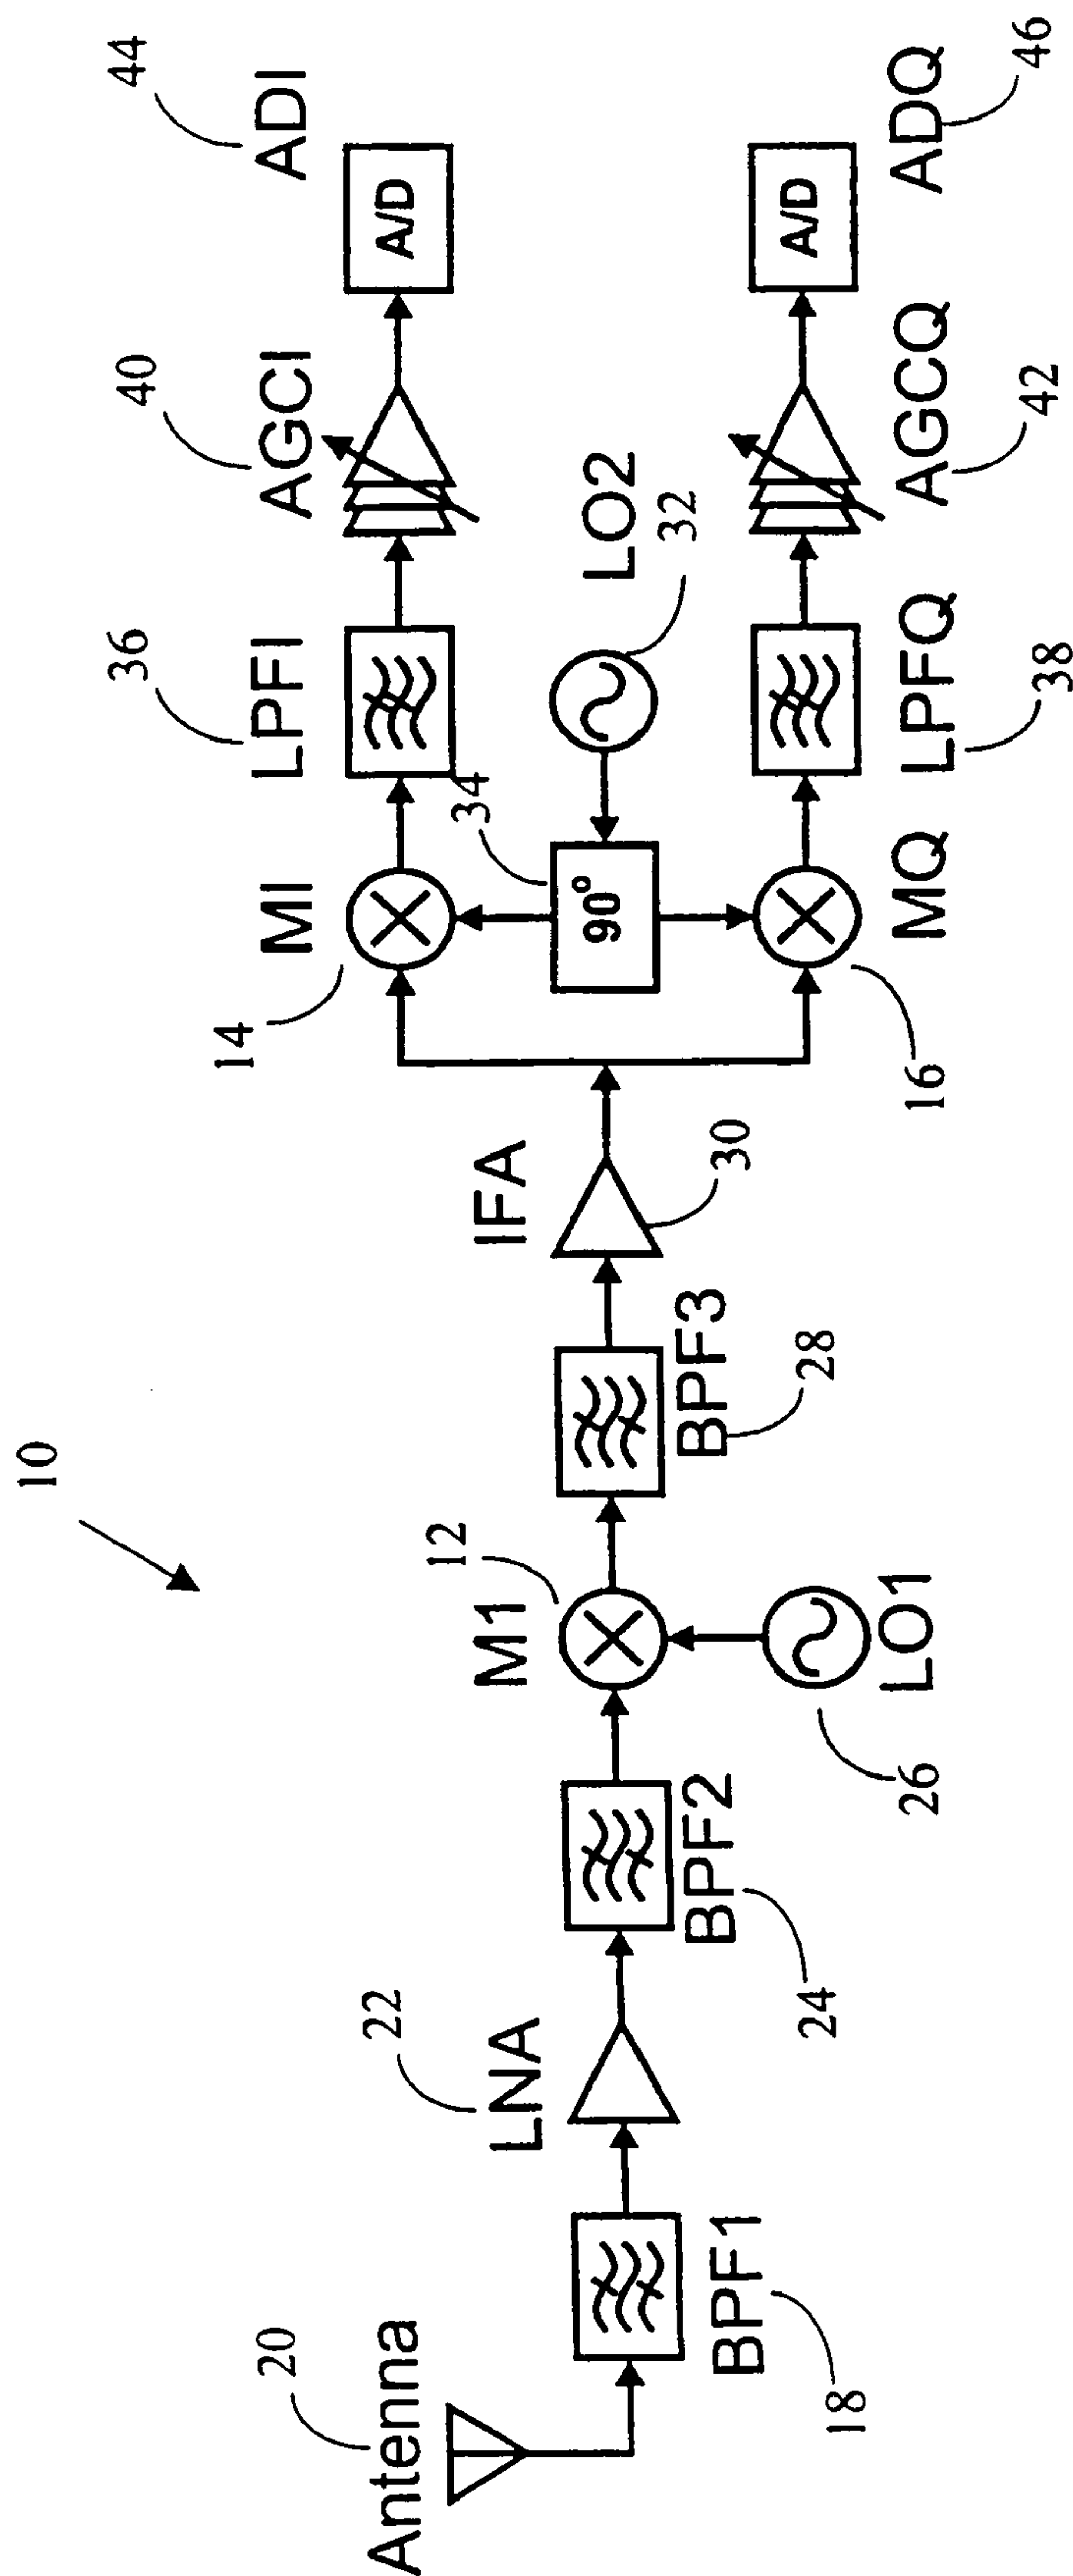 10
20
Antenna
BPF1
18
22
LNA
BPF2
24
12
M1
LO1
26
BPF3
28
IFA
30
14
MI
34
90°
LO2
32
16
MQ
36
LPFI
LPFQ
38
40
AGCI
AGCQ
42
44
ADI
A/D
A/D
ADQ
46